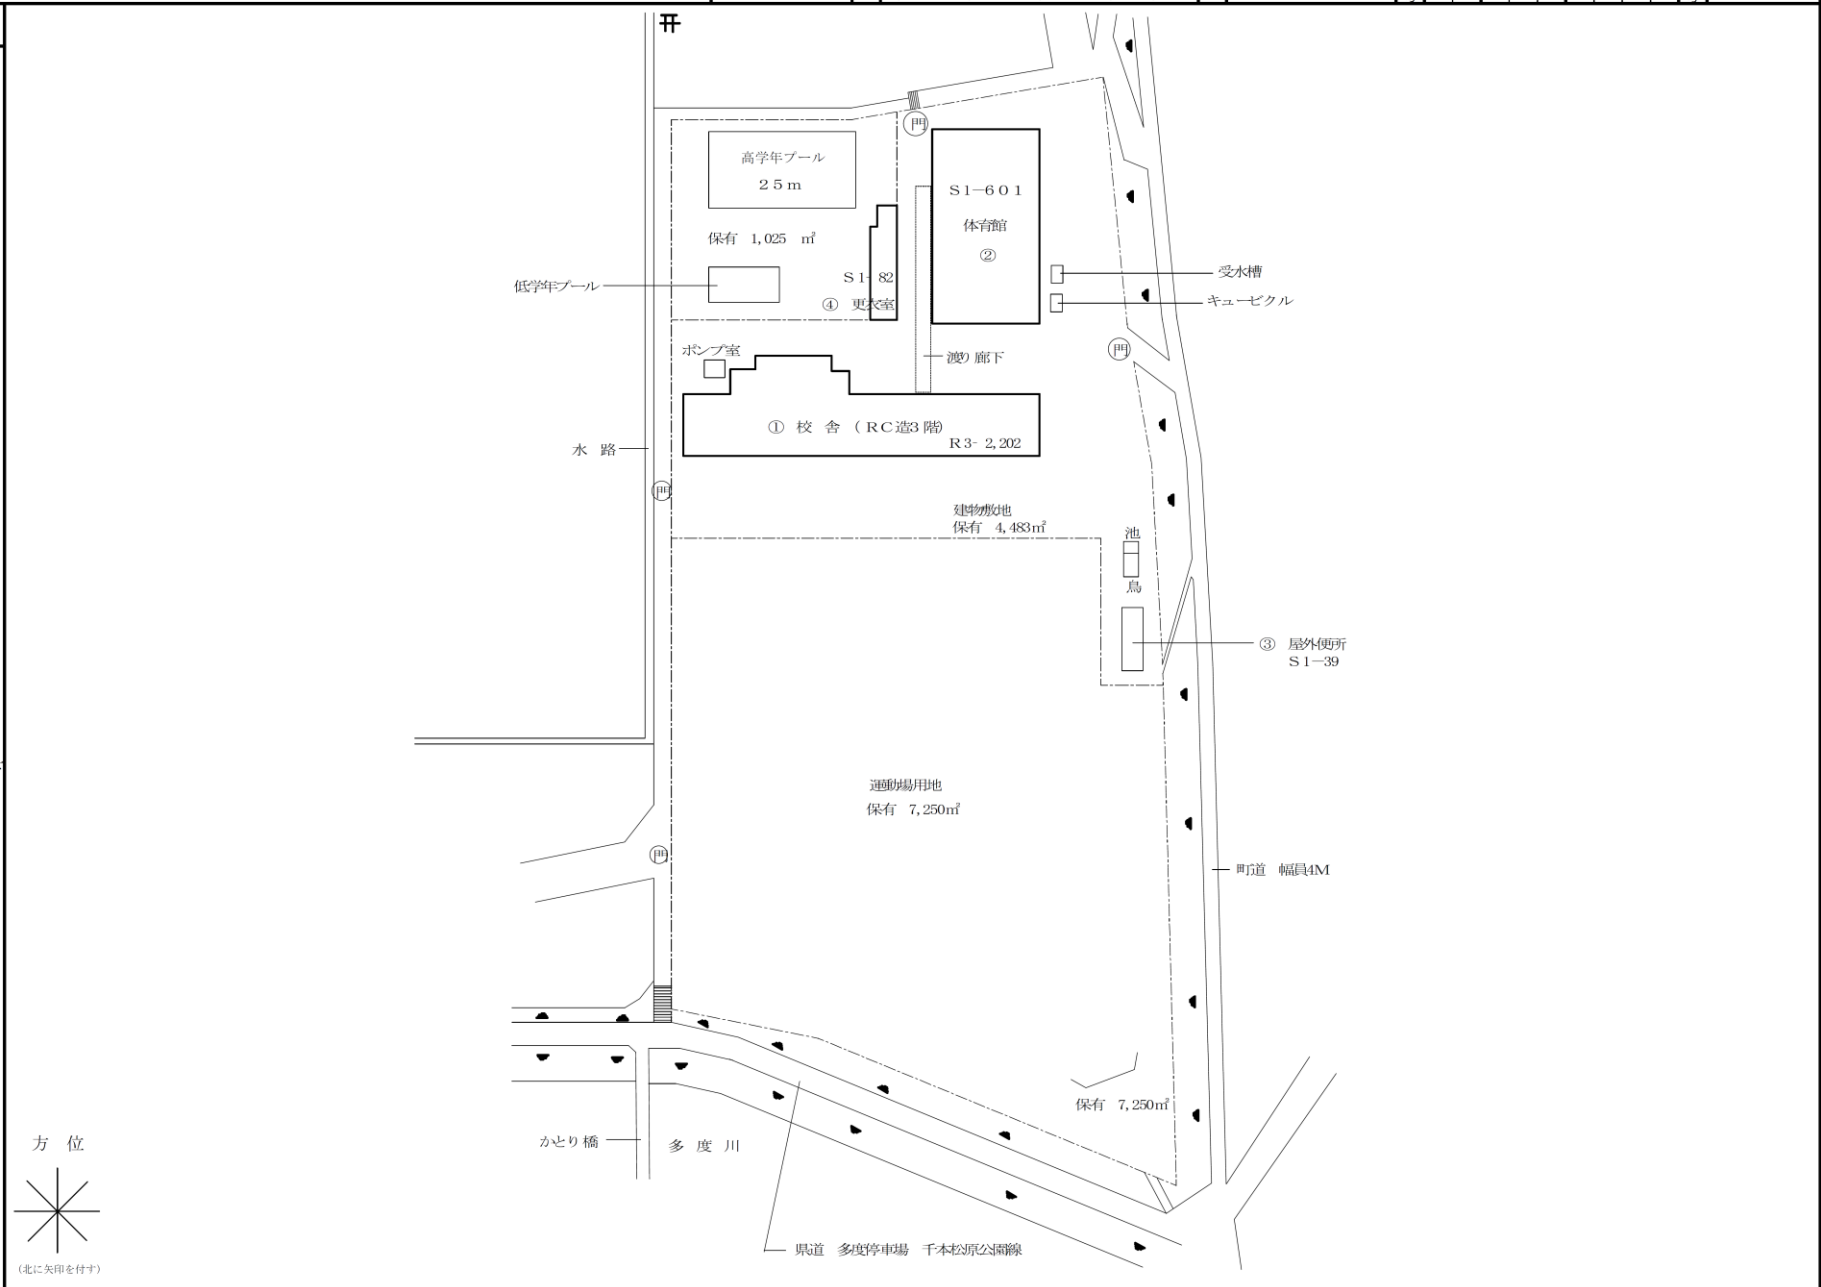 門
高学年プール
25m
S1-601
体育館
②
保有 1,025 ㎡
受水槽
低学年プール
S1-82
キュービクル
④ 更衣室
ポンプ室
渡り廊下
門
① 校舎(RC造3階)
R3-2,202
水路
門
建物敷地
保有 4,483㎡
池
鳥
③ 屋外便所
S1-39
運動場用地
保有 7,250㎡
門
町道 幅員4M
保有 7,250㎡
方位
かとり橋
多度川
県道 多度停車場 千本松原公園線
(北に矢印を付す)